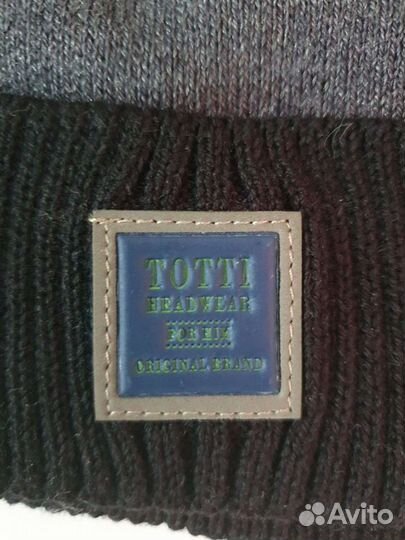 TOTTI
HEADWEAR
FOR HIM
ORIGINAL BRAND
Avito